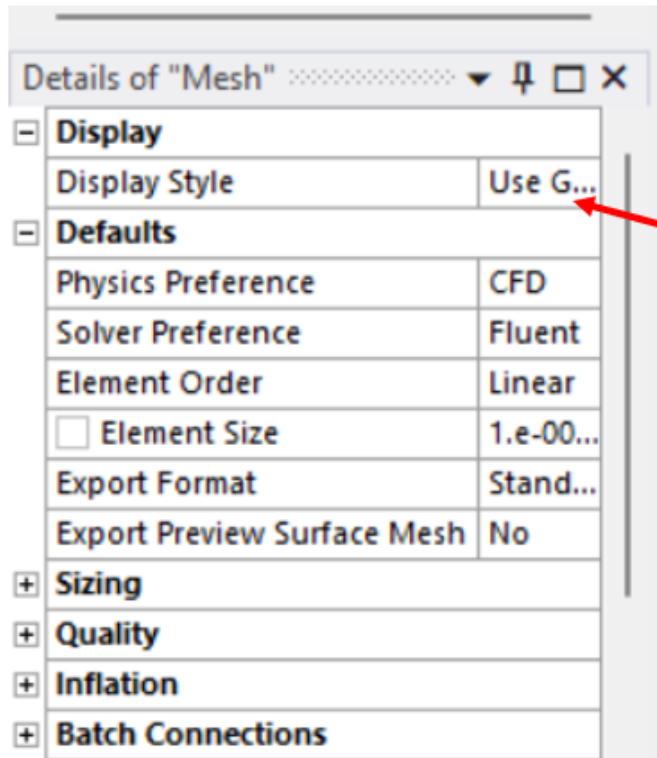 Details of "Mesh"
Display
Display Style Use G...
Defaults
Physics Preference CFD
Solver Preference Fluent
Element Order Linear
Element Size 1.e-00...
Export Format Stand...
Export Preview Surface Mesh No
Sizing
Quality
Inflation
Batch Connections